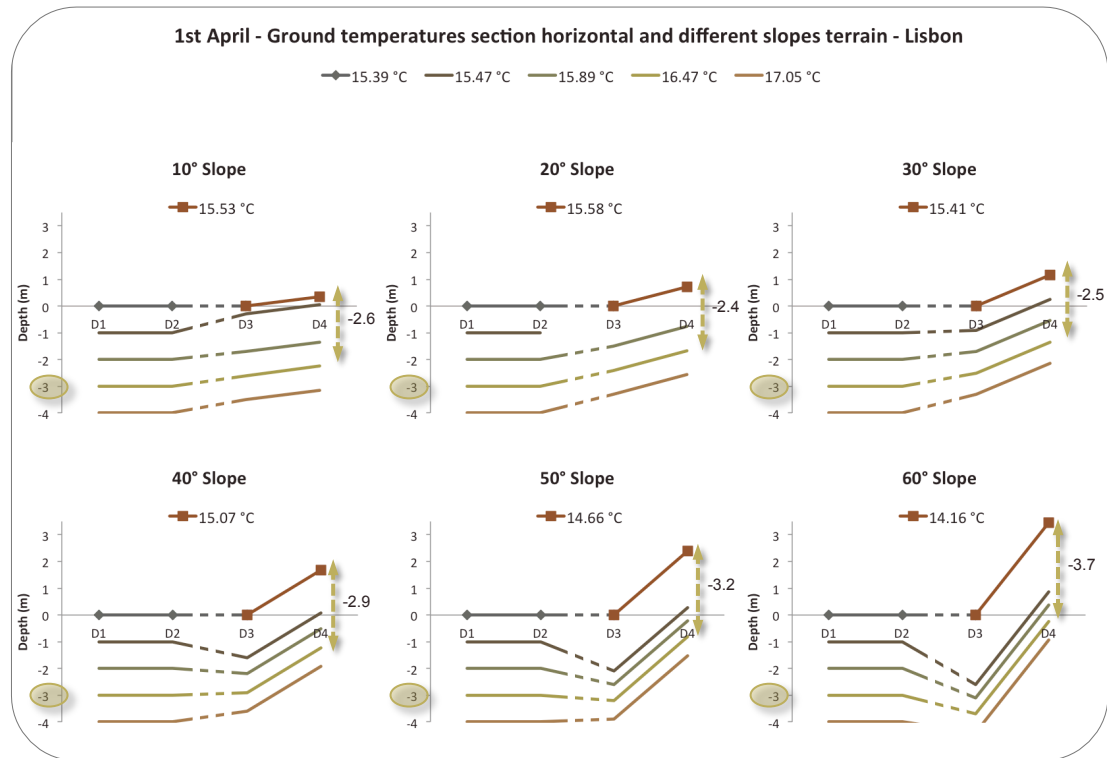 1st April - Ground temperatures section horizontal and different slopes terrain - Lisbon
15.39 °C 15.47 °C 15.89 °C 16.47 °C 17.05 °C
10° Slope
15.53 °C
Depth (m)
3
2
1
0
-1
-2
-3
-4
D1 D2 D3 D4
-2.6
20° Slope
15.58 °C
3
2
1
0
-1
-2
-3
-4
D1 D2 D3 D4
-2.4
30° Slope
15.41 °C
Depth (m)
3
2
1
0
-1
-2
-3
-4
D1 D2 D3 D4
-2.5
40° Slope
15.07 °C
Depth (m)
3
2
1
0
-1
-2
-3
-4
D1 D2 D3 D4
-2.9
50° Slope
14.66 °C
3
2
1
0
-1
-2
-3
-4
D1 D2 D3 D4
-3.2
60° Slope
14.16 °C
Depth (m)
3
2
1
0
-1
-2
-3
-4
D1 D2 D3 D4
-3.7